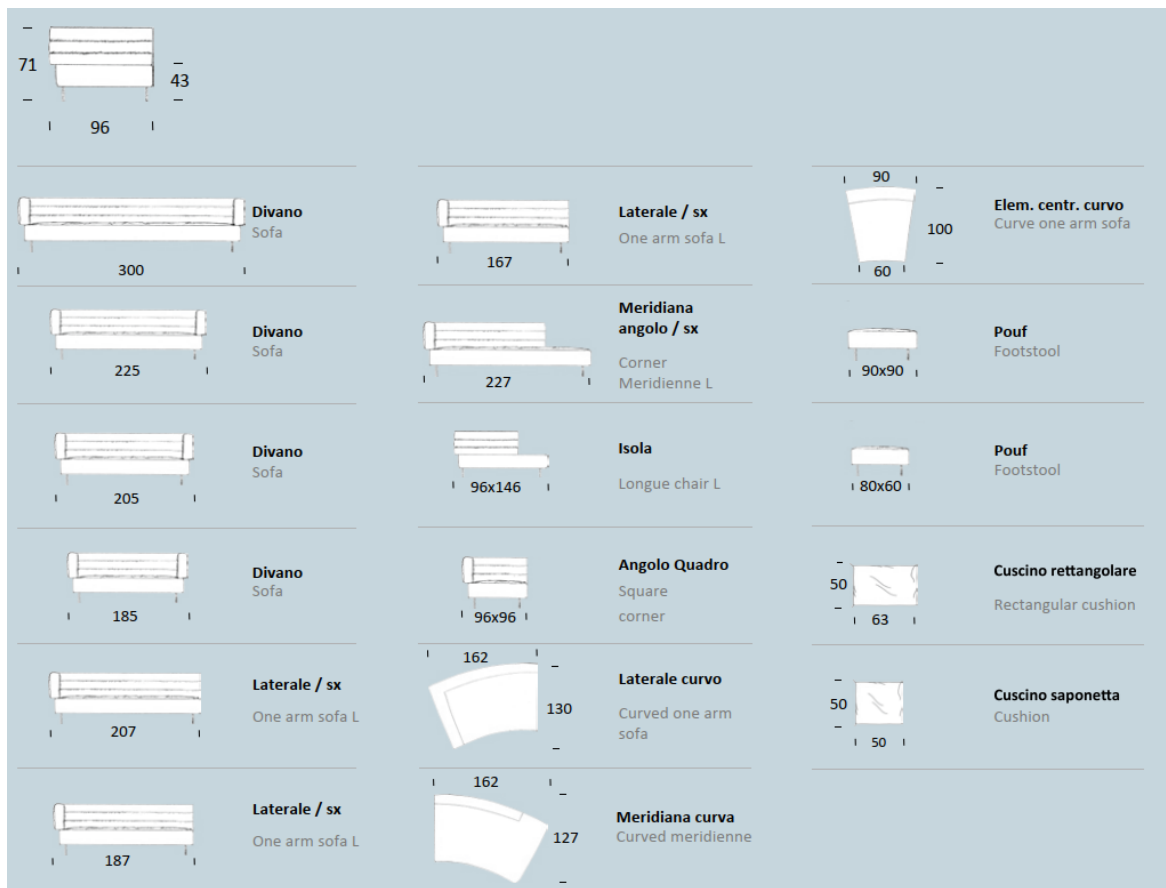 71
43
96
Divano
Sofa
300
Divano
Sofa
225
Divano
Sofa
205
Divano
Sofa
185
Laterale / sx
One arm sofa L
207
Laterale / sx
One arm sofa L
187
Laterale / sx
One arm sofa L
167
Meridiana
angolo / sx
Corner
Meridienne L
227
Isola
Longue chair L
96x146
Angolo Quadro
Square
corner
96x96
162
Laterale curvo
130
Curved one arm
sofa
162
Meridiana curva
Curved meridienne
127
90
Elem. centr. curvo
Curve one arm sofa
100
60
Pouf
Footstool
90x90
Pouf
Footstool
80x60
Cuscino rettangolare
50
Rectangular cushion
63
Cuscino saponetta
50
Cushion
50